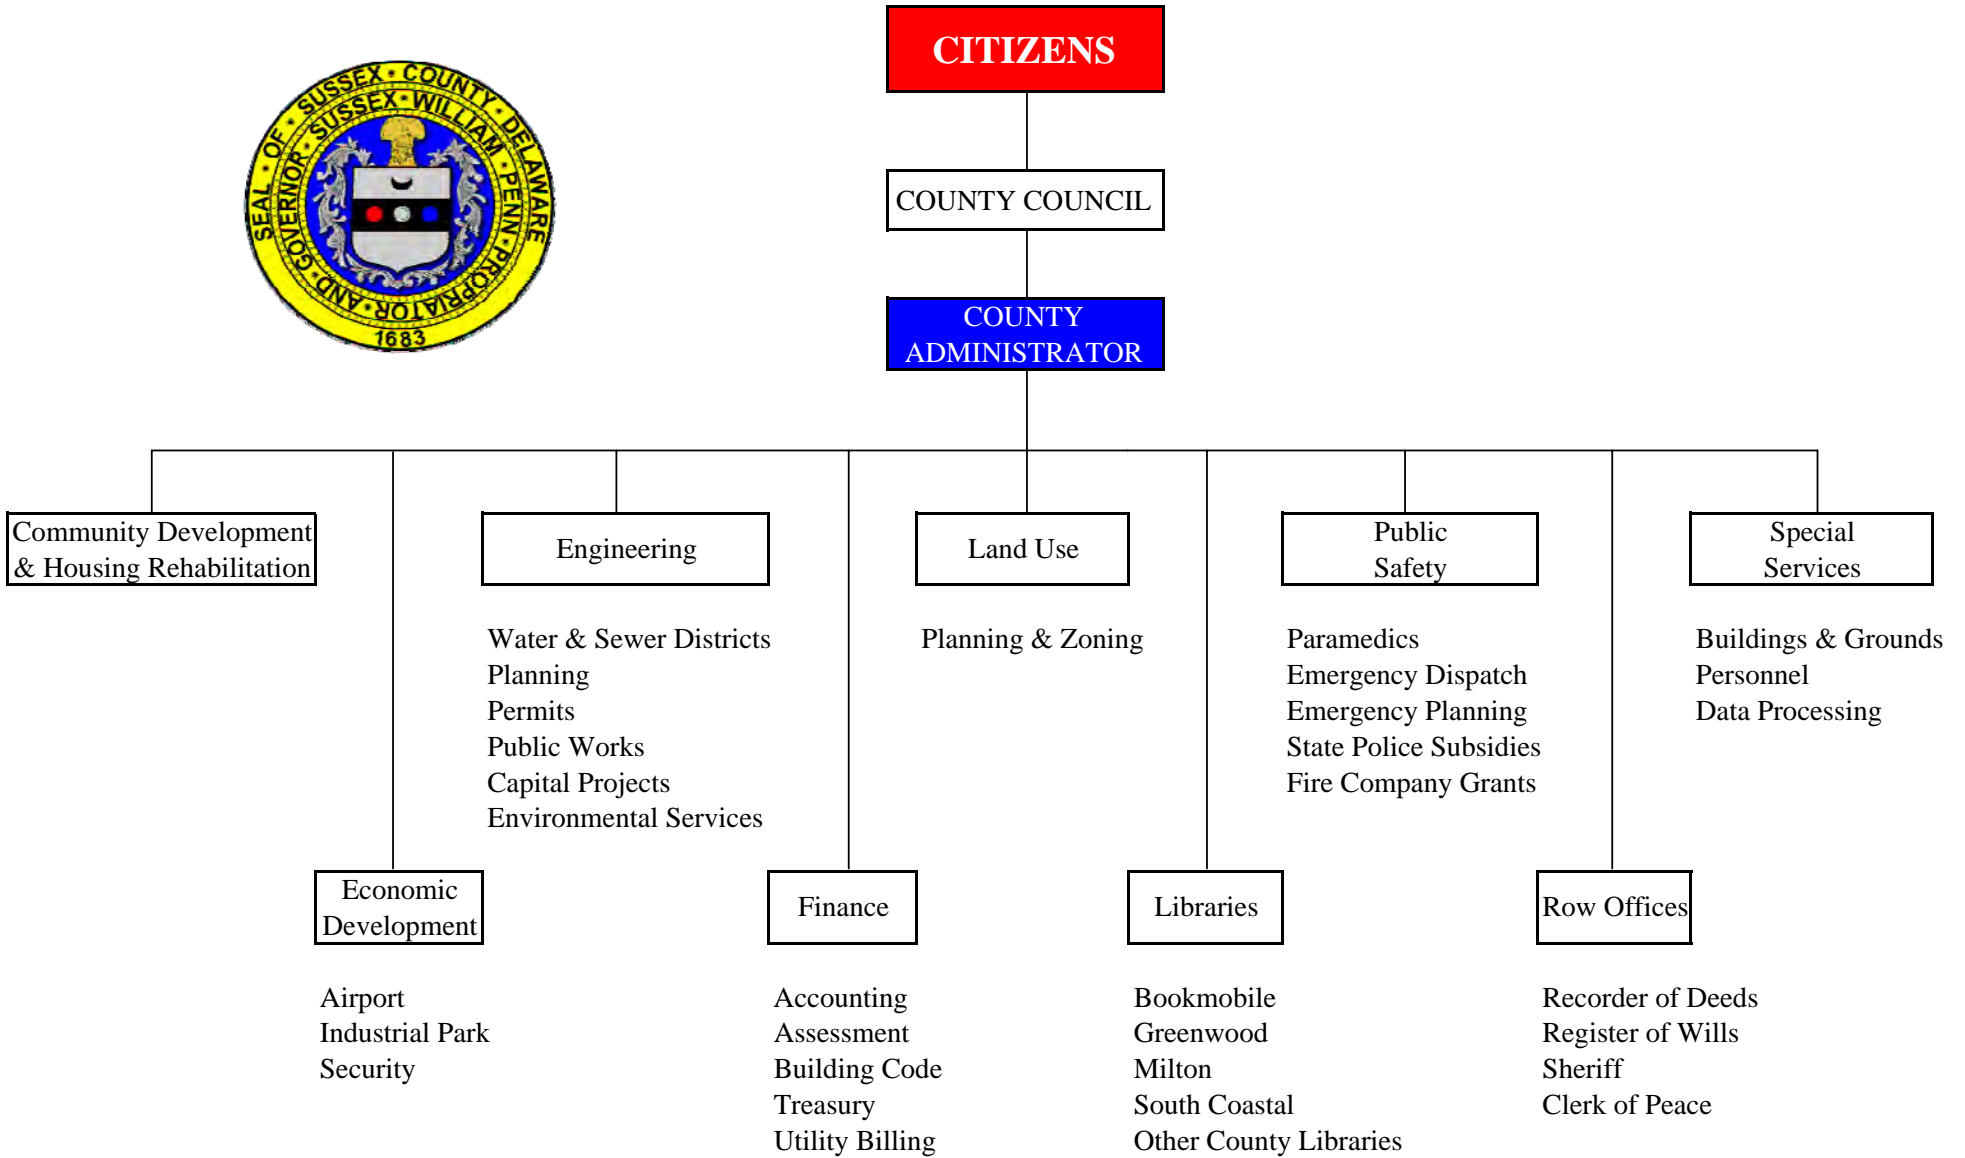 CITIZENS
SEAL · OF · SUSSEX · COUNTY · DELAWARE
GOVERNOR · SUSSEX · WILLIAM · PENN · PROPRIATOR · AND ·
1683
COUNTY COUNCIL
COUNTY
ADMINISTRATOR
Community Development
& Housing Rehabilitation
Engineering
Land Use
Public
Safety
Special
Services
Water & Sewer Districts
Planning
Permits
Public Works
Capital Projects
Environmental Services
Planning & Zoning
Paramedics
Emergency Dispatch
Emergency Planning
State Police Subsidies
Fire Company Grants
Buildings & Grounds
Personnel
Data Processing
Economic
Development
Finance
Libraries
Row Offices
Airport
Industrial Park
Security
Accounting
Assessment
Building Code
Treasury
Utility Billing
Bookmobile
Greenwood
Milton
South Coastal
Other County Libraries
Recorder of Deeds
Register of Wills
Sheriff
Clerk of Peace